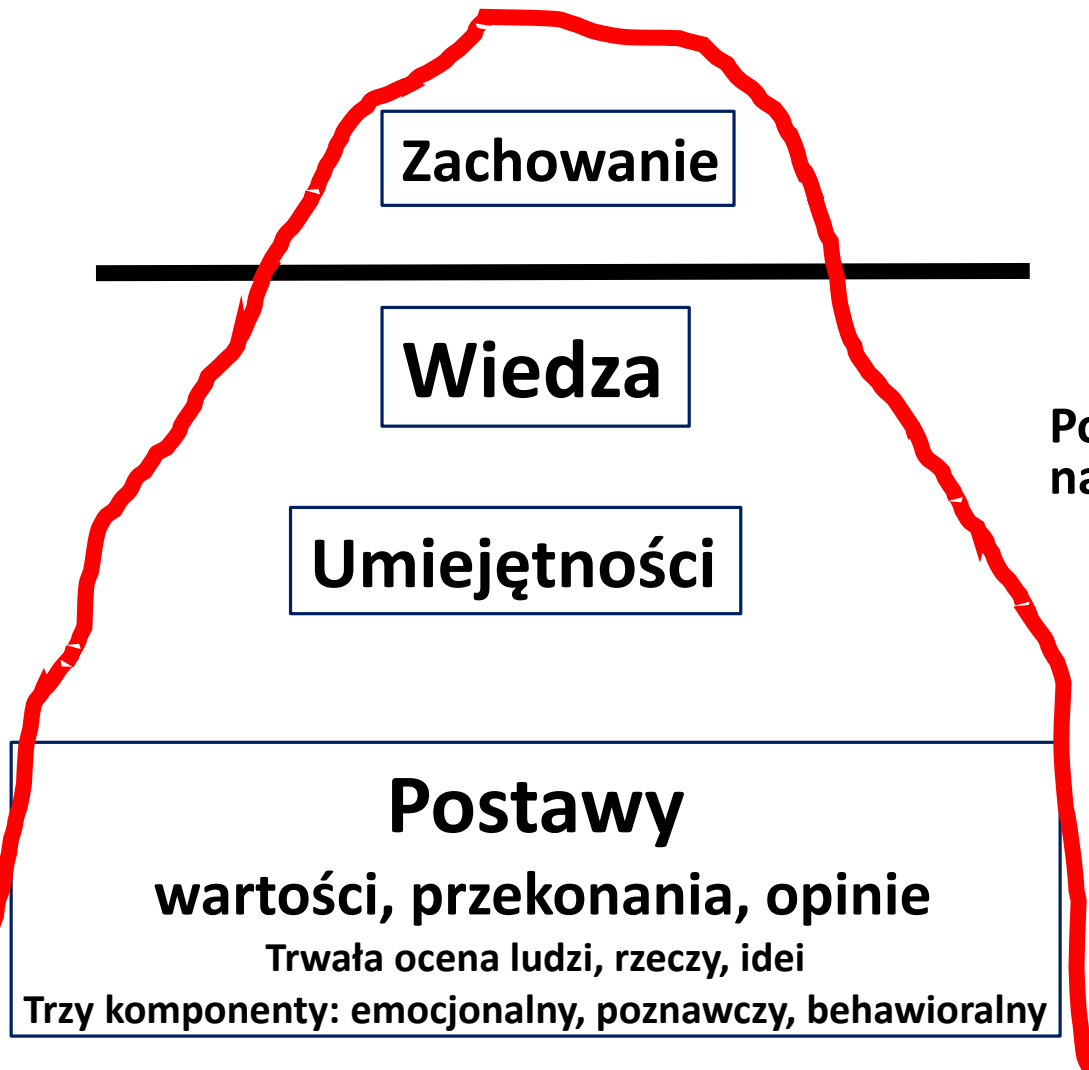 Zachowanie
Wiedza
Umiejętności
Postawy
wartości, przekonania, opinie
Trwała ocena ludzi, rzeczy, idei
Trzy komponenty: emocjonalny, poznawczy, behawioralny